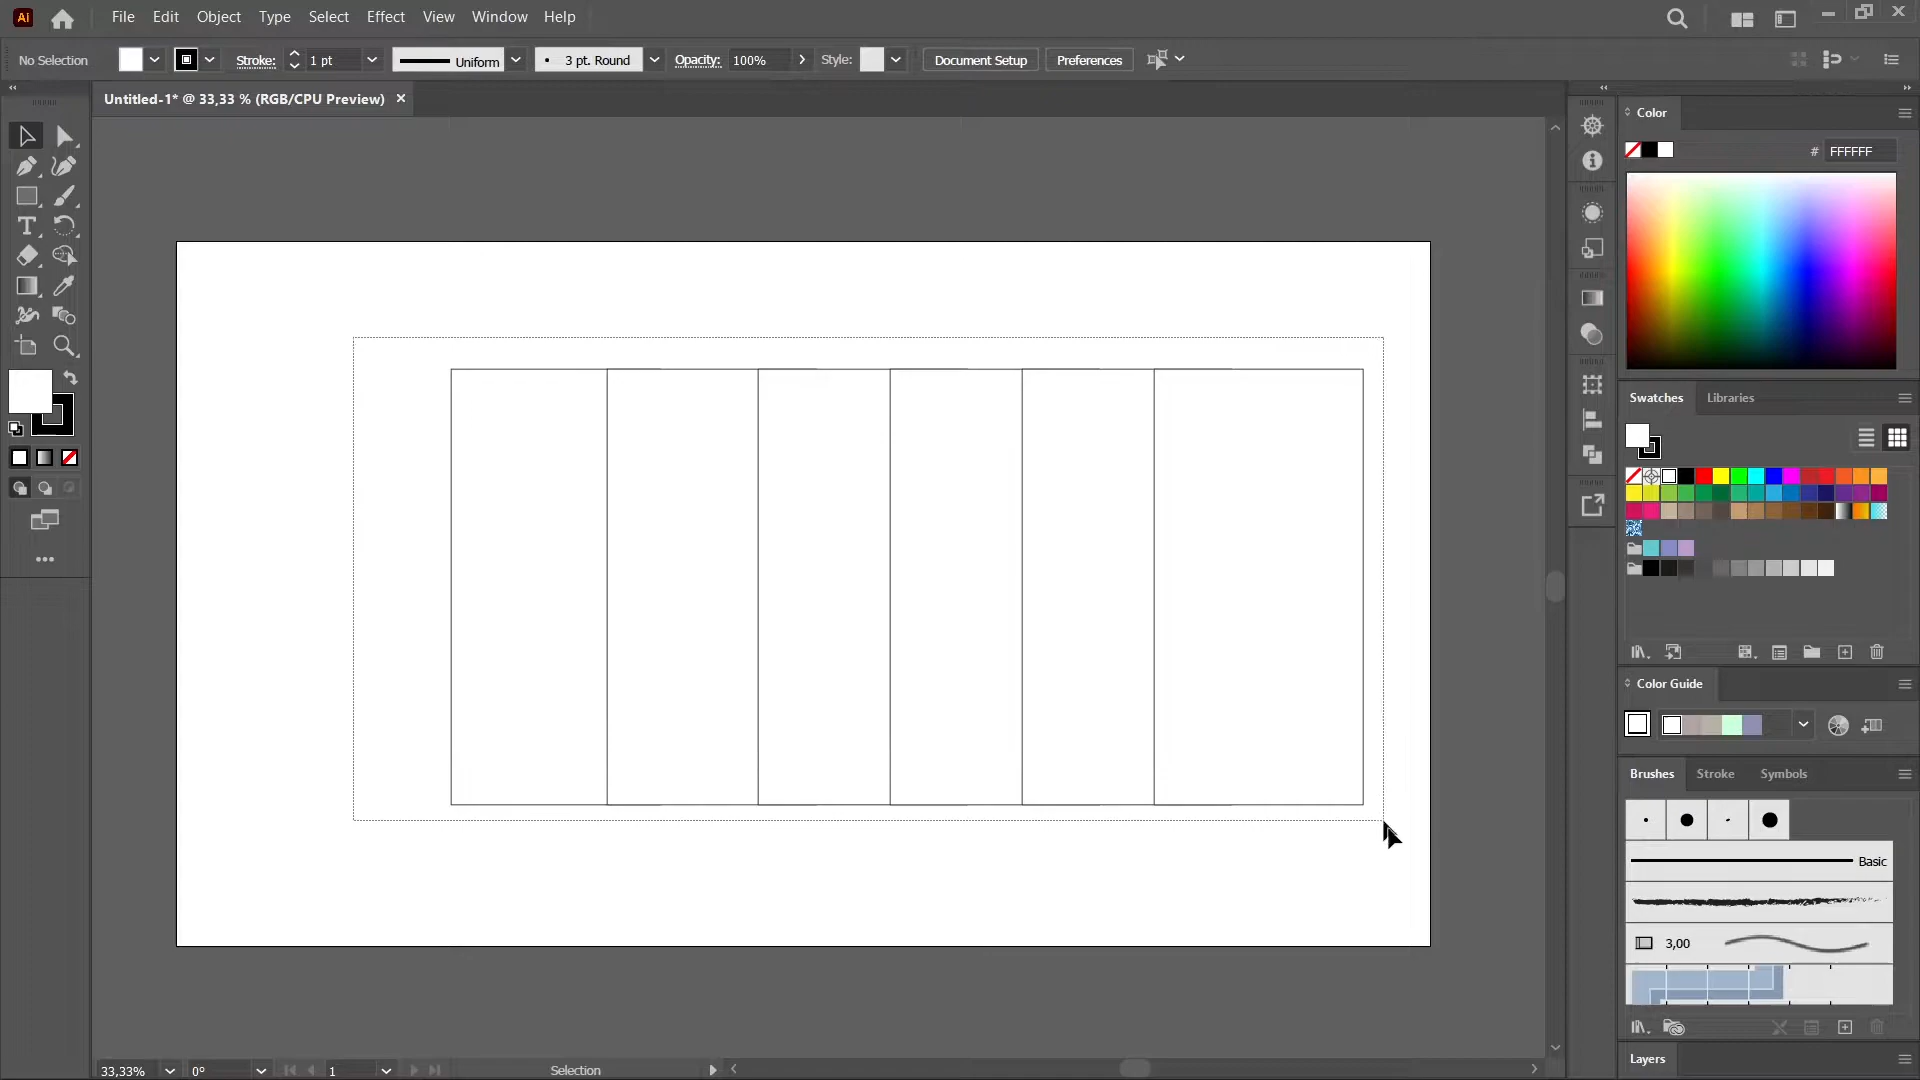 Ai File Edit Object Type Select Effect View Window Help
No Selection Stroke: 1 pt Uniform 3 pt. Round Opacity: 100% Style: Document Setup Preferences
Untitled-1* @ 33,33 % (RGB/CPU Preview)
Color
# FFFFFF
Swatches Libraries
Color Guide
Brushes Stroke Symbols
Basic
3,00
Layers
33,33% 0° 1 Selection